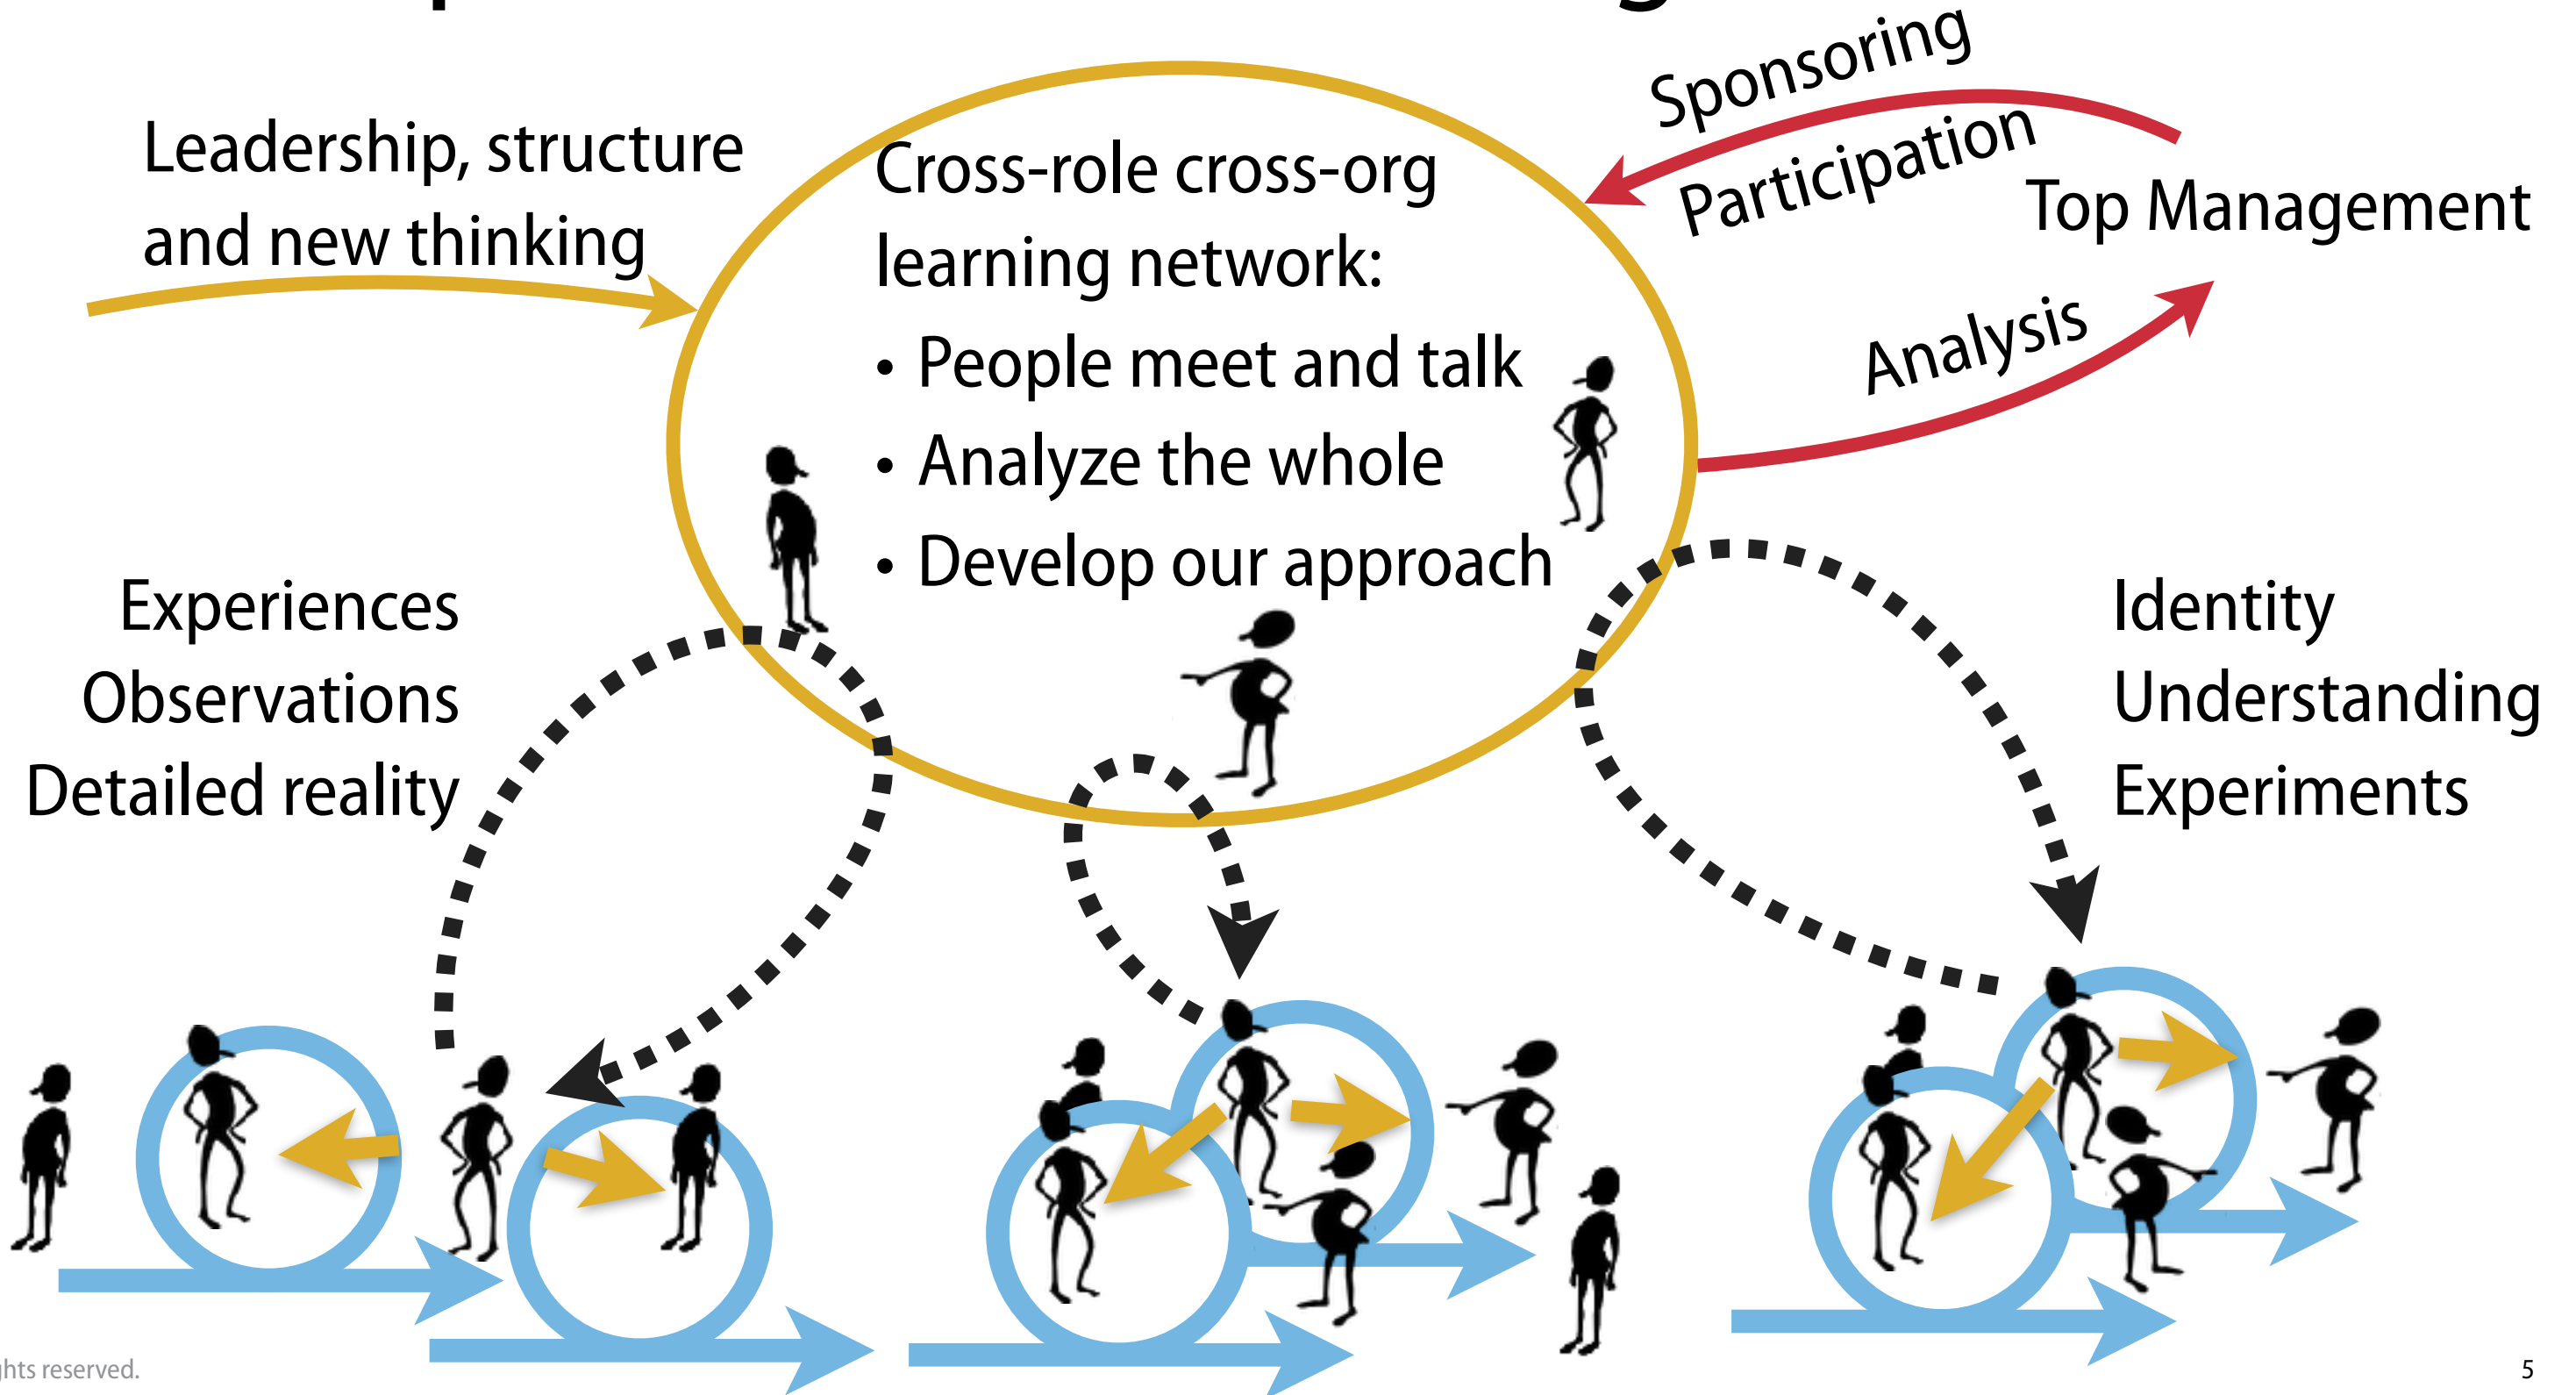 Sponsoring
Leadership, structure
and new thinking
Participation
Cross-role cross-org
learning network:
• People meet and talk
• Analyze the whole
• Develop our approach
Top Management
Analysis
Experiences
Observations
Detailed reality
Identity
Understanding
Experiments
rights reserved.
5